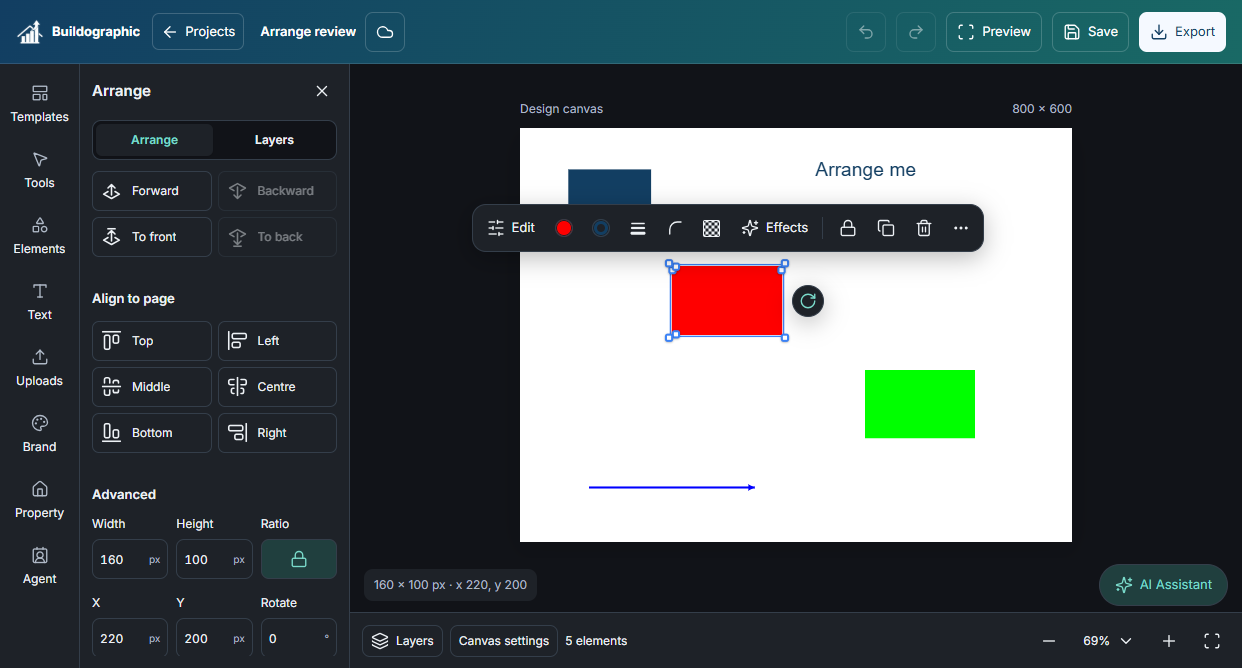 Buildographic
Projects
Arrange review
Preview
Save
Export
Templates
Tools
Elements
Text
Uploads
Brand
Property
Agent
Arrange
Arrange
Layers
Forward
Backward
To front
To back
Align to page
Top
Left
Middle
Centre
Bottom
Right
Advanced
Width
Height
Ratio
160 px
100 px
X
Y
Rotate
220 px
200 px
0 °
Design canvas
800 × 600
Arrange me
Edit
Effects
160 × 100 px · x 220, y 200
AI Assistant
Layers
Canvas settings
5 elements
69%